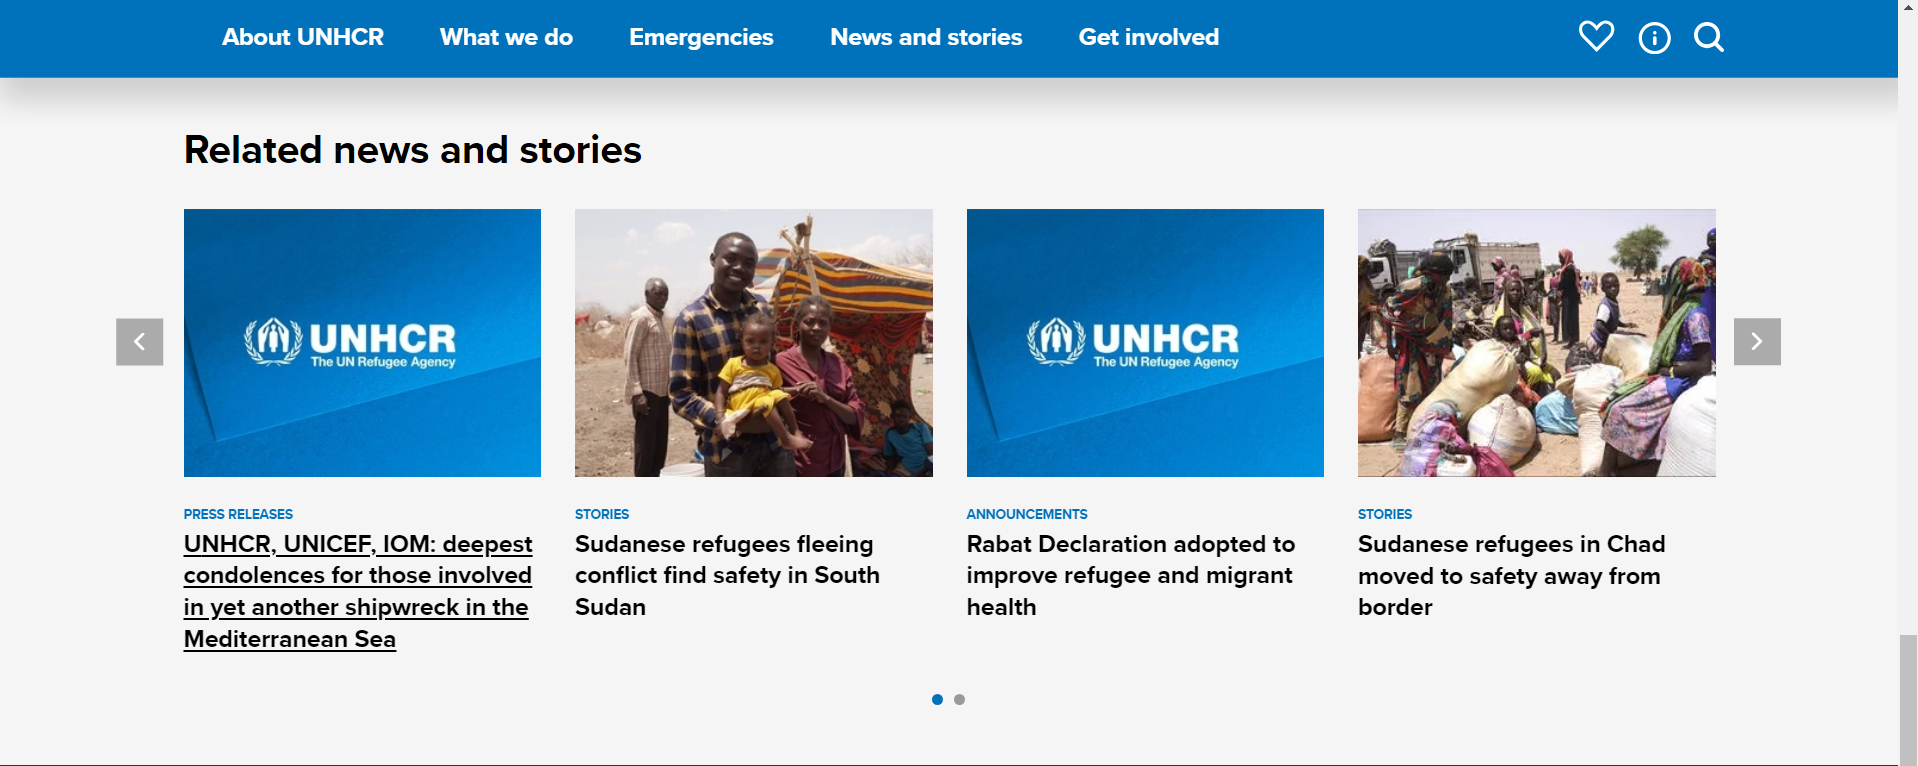 About UNHCR What we do Emergencies News and stories Get involved
Related news and stories
UNHCR
The UN Refugee Agency
UNHCR
The UN Refugee Agency
PRESS RELEASES
UNHCR, UNICEF, IOM: deepest
condolences for those involved
in yet another shipwreck in the
Mediterranean Sea
STORIES
Sudanese refugees fleeing
conflict find safety in South
Sudan
ANNOUNCEMENTS
Rabat Declaration adopted to
improve refugee and migrant
health
STORIES
Sudanese refugees in Chad
moved to safety away from
border